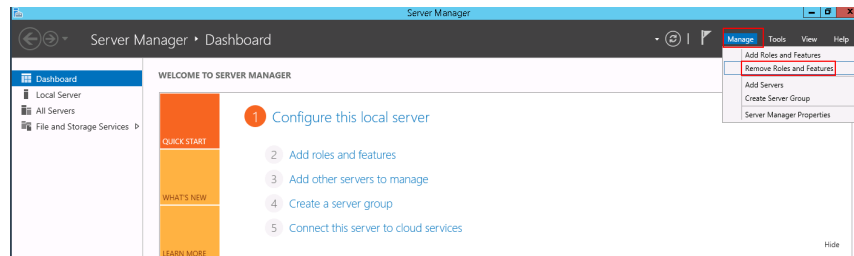 Server Manager
Server Manager • Dashboard
Manage Tools View Help
Add Roles and Features
Remove Roles and Features
Add Servers
Create Server Group
Server Manager Properties
Dashboard
Local Server
All Servers
File and Storage Services
WELCOME TO SERVER MANAGER
QUICK START
WHAT'S NEW
LEARN MORE
1 Configure this local server
2 Add roles and features
3 Add other servers to manage
4 Create a server group
5 Connect this server to cloud services
Hide